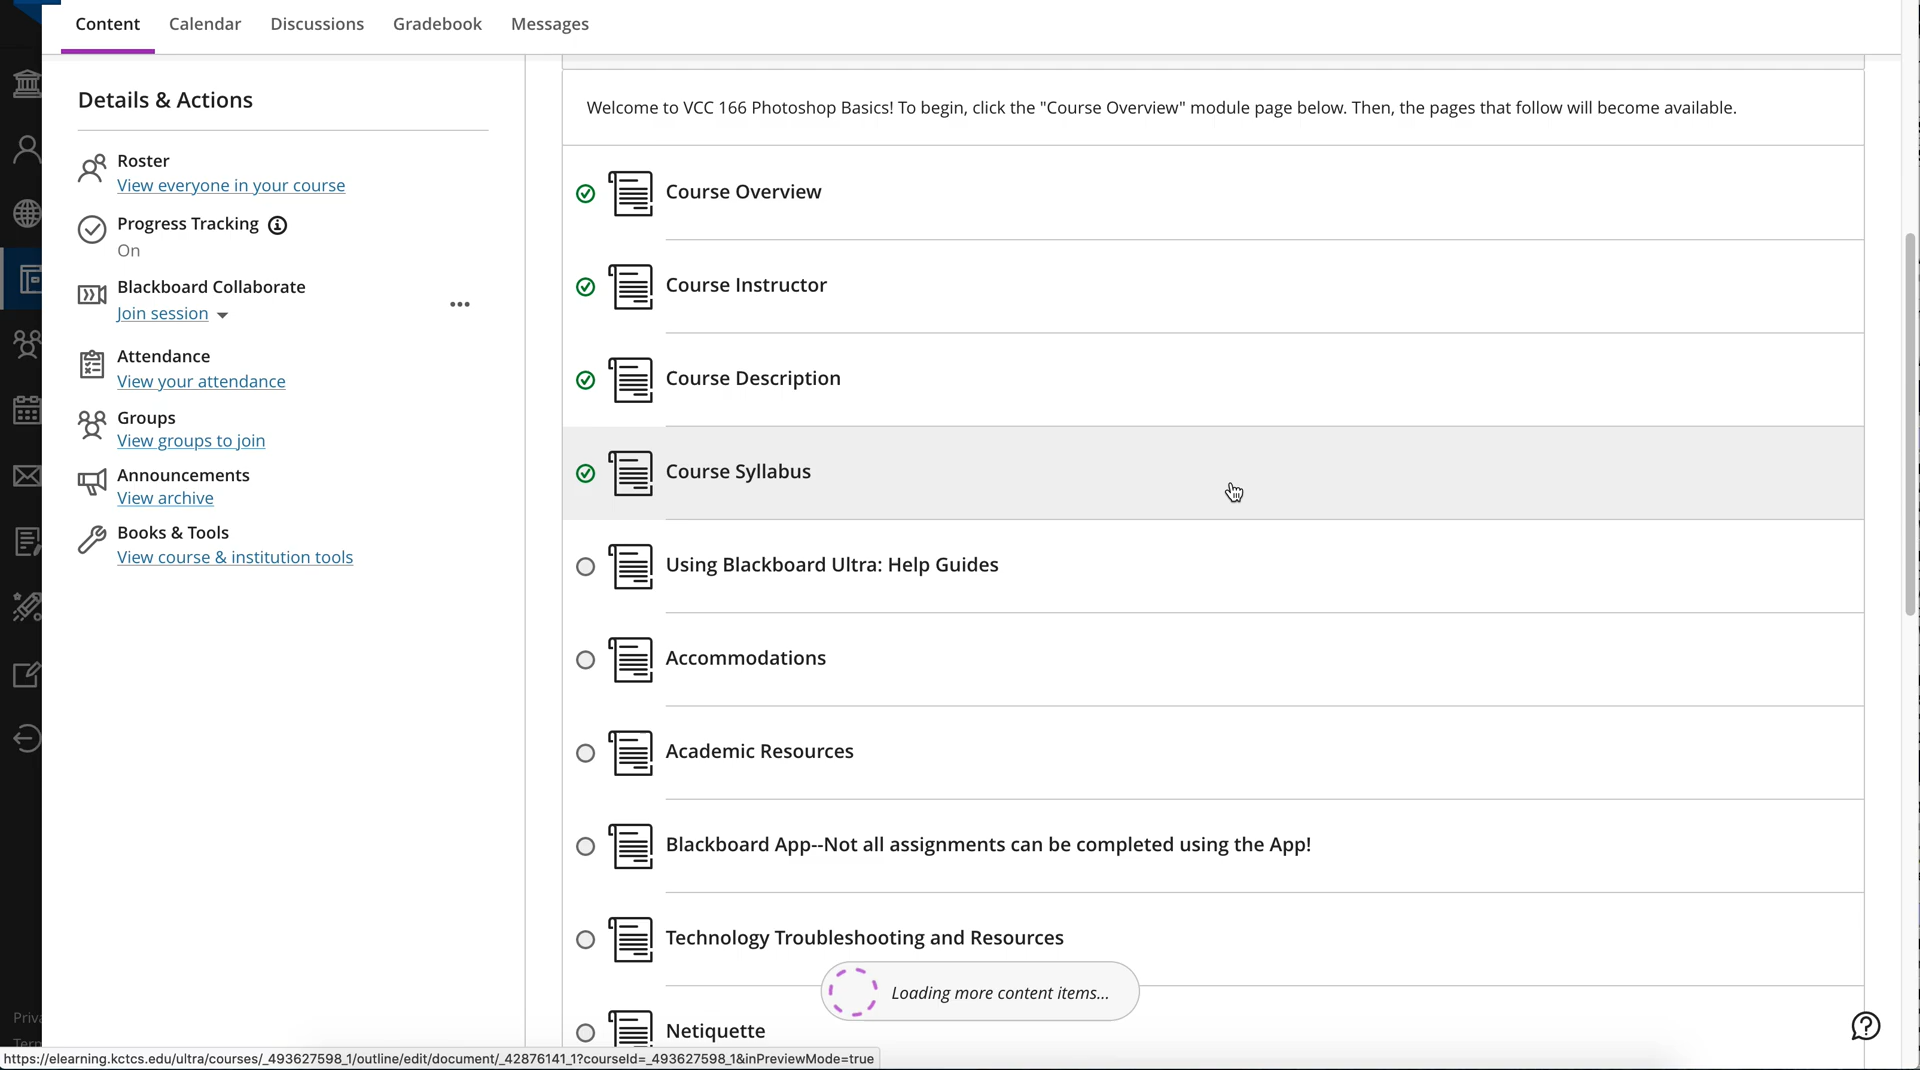 Content Calendar Discussions Gradebook Messages
Details & Actions
Roster
View everyone in your course
Progress Tracking
On
Blackboard Collaborate
Join session
Attendance
View your attendance
Groups
View groups to join
Announcements
View archive
Books & Tools
View course & institution tools
Welcome to VCC 166 Photoshop Basics! To begin, click the "Course Overview" module page below. Then, the pages that follow will become available.
Course Overview
Course Instructor
Course Description
Course Syllabus
Using Blackboard Ultra: Help Guides
Accommodations
Academic Resources
Blackboard App--Not all assignments can be completed using the App!
Technology Troubleshooting and Resources
Loading more content items...
Netiquette
https://elearning.kctcs.edu/ultra/courses/_493627598_1/outline/edit/document/_42876141_1?courseId=_493627598_1&inPreviewMode=true